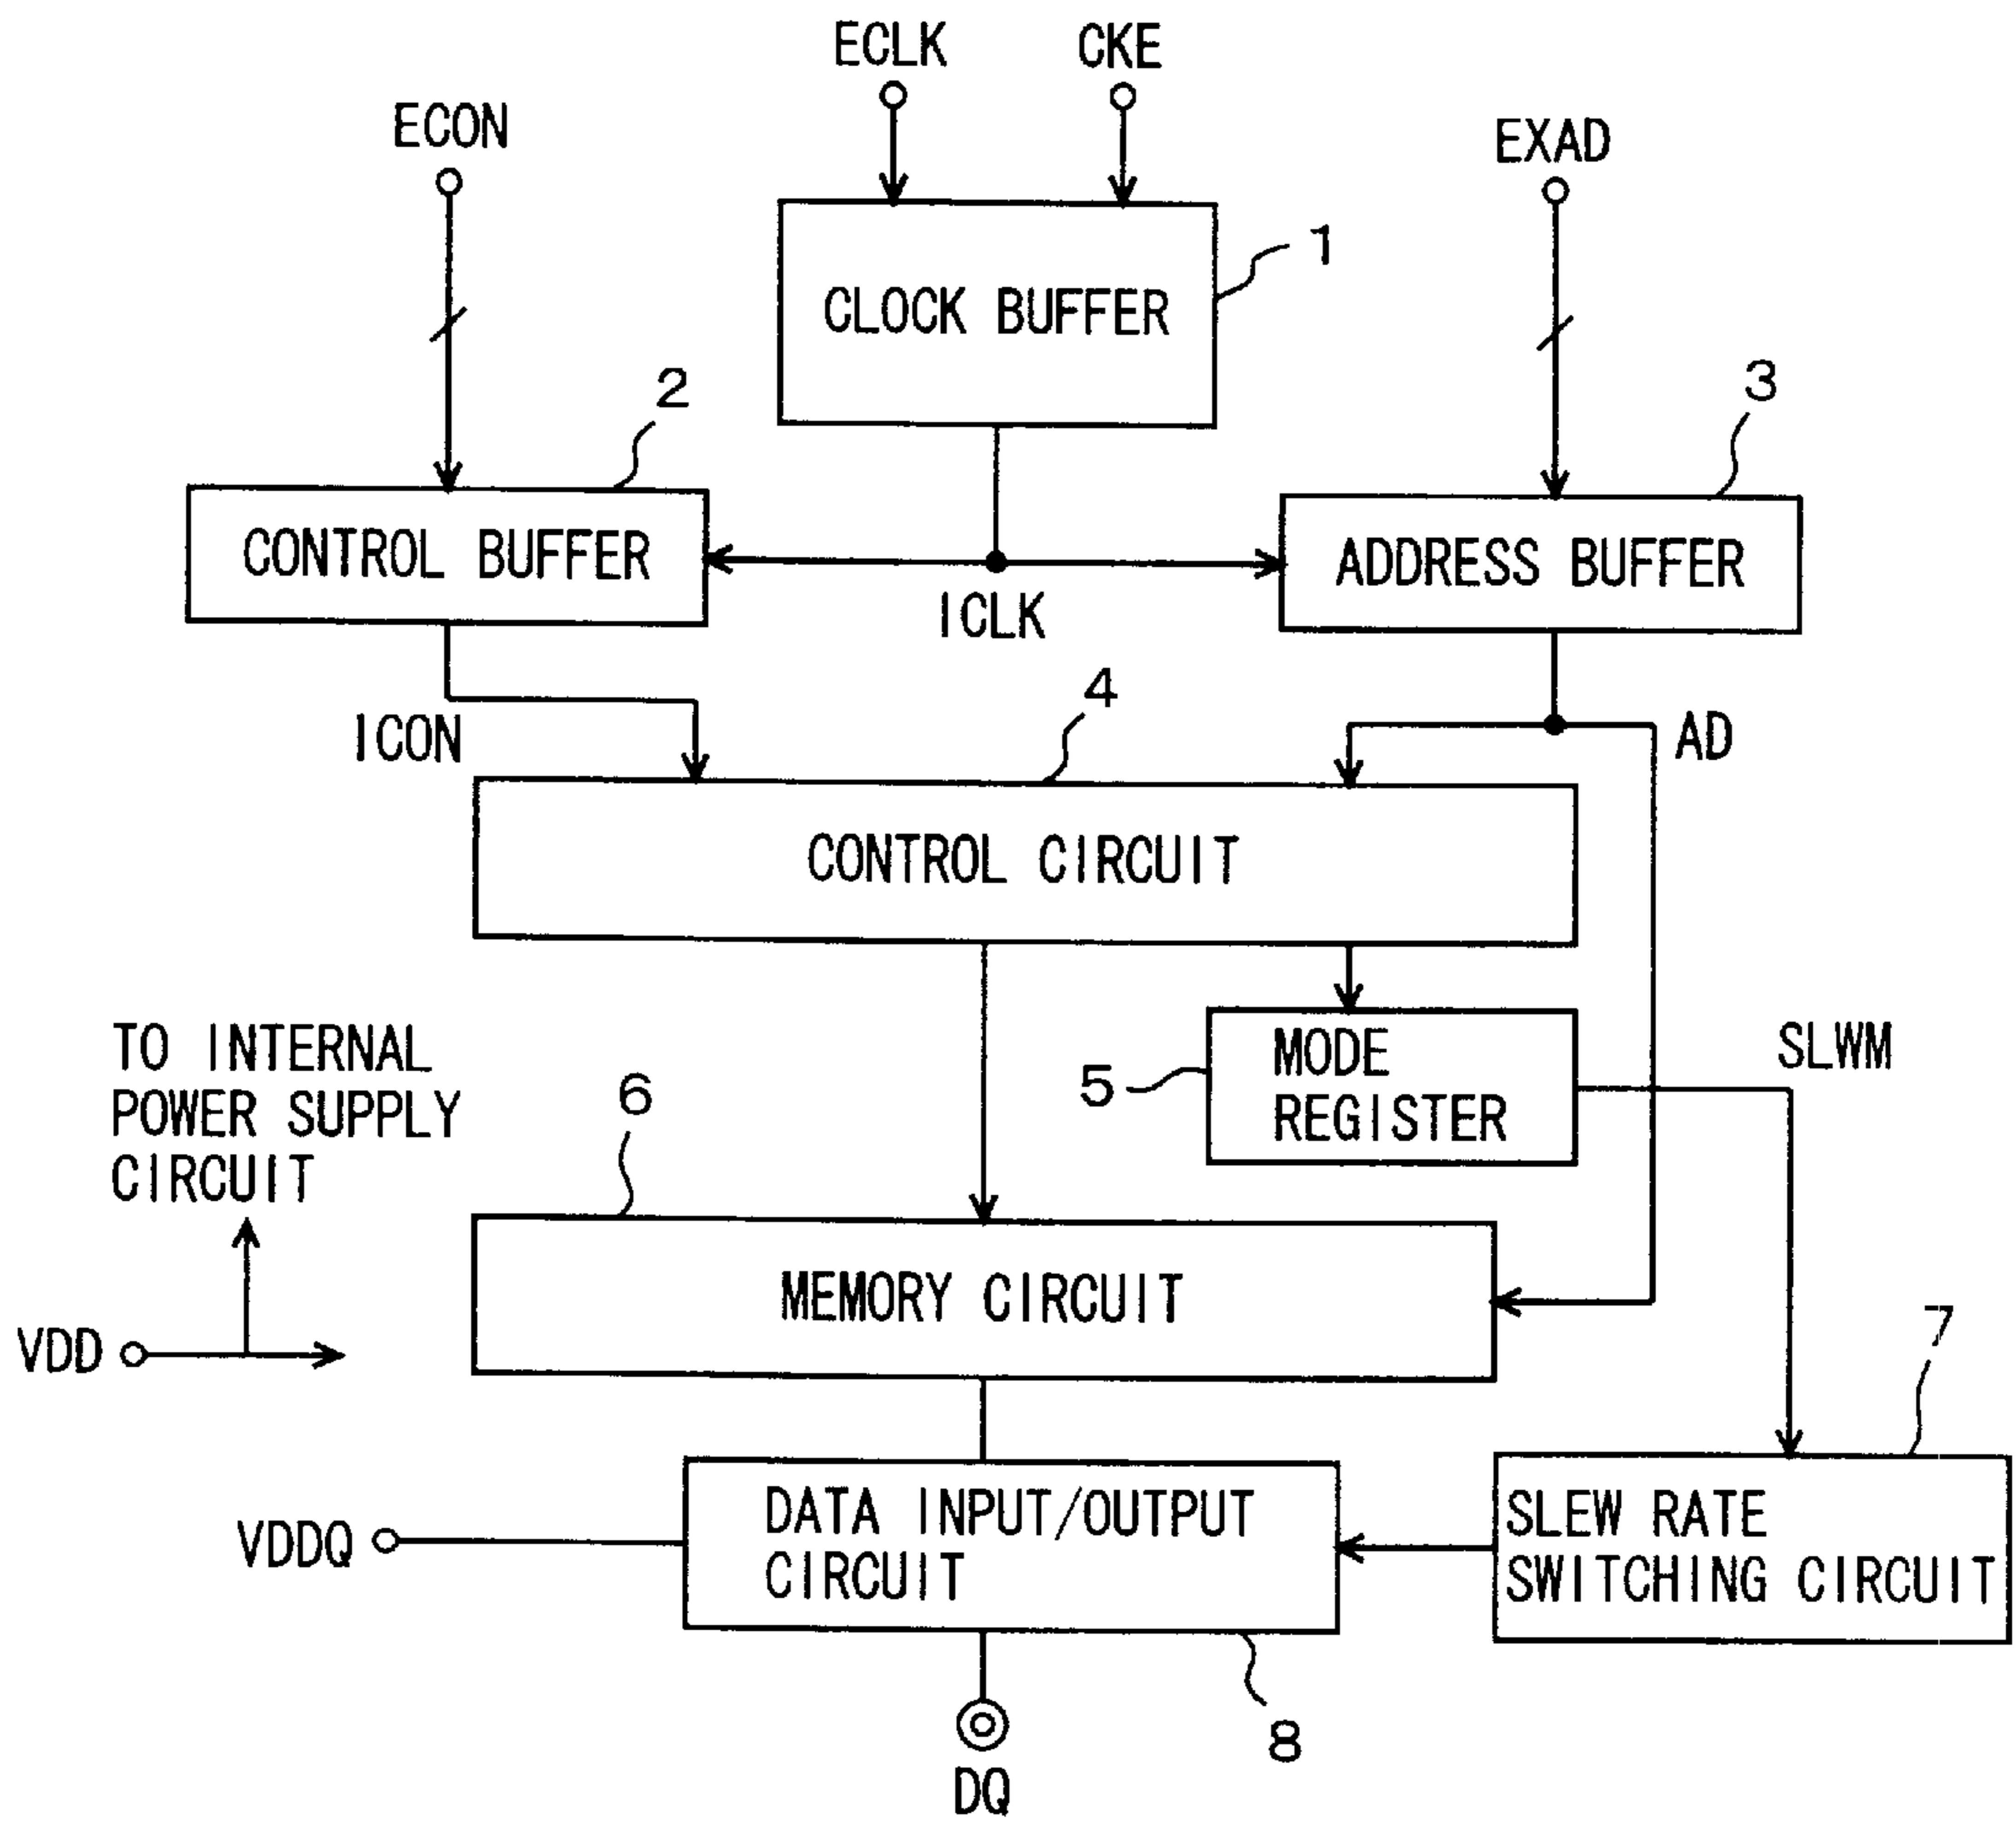 ECLK
CKE
ECON
EXAD
1
CLOCK BUFFER
2
3
CONTROL BUFFER
ADDRESS BUFFER
ICLK
4
ICON
AD
CONTROL CIRCUIT
TO INTERNAL
POWER SUPPLY
CIRCUIT
MODE
REGISTER
5
SLWM
6
MEMORY CIRCUIT
VDD
7
DATA INPUT/OUTPUT
CIRCUIT
SLEW RATE
SWITCHING CIRCUIT
VDDQ
8
DQ